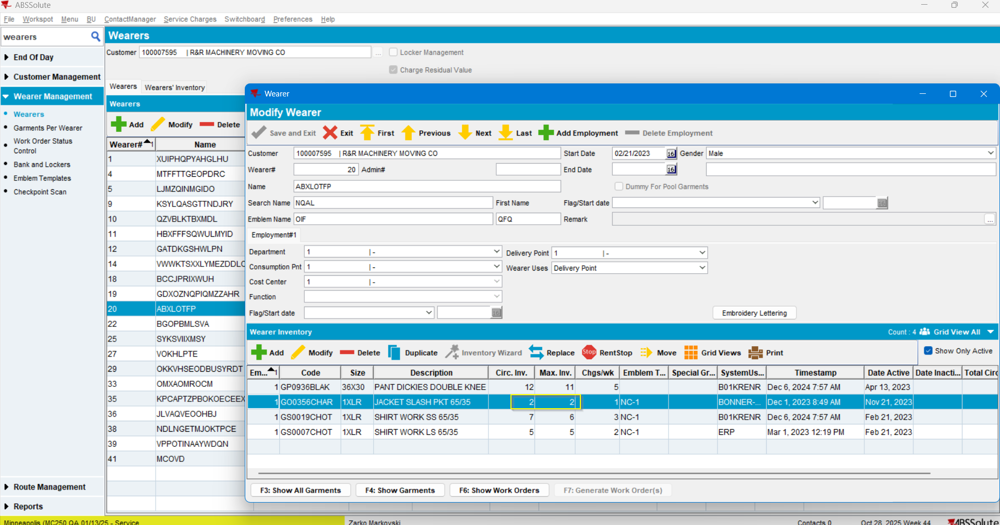 ABSSolute
File Workspot Menu BU ContactManager Service Charges Switchboard Preferences Help
wearers
Wearers
Customer 100007595 | R&R MACHINERY MOVING CO ... Locker Management
Charge Residual Value
End Of Day
Customer Management
Wearer Management
Wearers
Garments Per Wearer
Work Order Status
Control
Bank and Lockers
Emblem Templates
Checkpoint Scan
Route Management
Reports
Wearers Wearers' Inventory
Wearers
Add Modify Delete
Wearer# 1 Name
1 XUIPHQPYAHGLHU
4 MTFFTTGEOPDRC
5 LJMZQINMGIDO
9 KSYLQASGTTNDJRY
10 QZVBLKTBXMDL
11 HBXFFFSQWULMYID
12 GATDKGSHWLPN
14 VWWKTSXXLYMEZDDLC
18 BCCJPRIXWUH
19 GDXOZNQPIQMZZAHR
20 ABXLOTFP
22 BGOPBMLSVA
25 SYKSVIIXMSY
27 VOKHLPTE
29 OKKVHSEODBUSYRDT
33 OMXAOMROCM
35 KPCAPTZPBOKOECEEX
36 JLVAQVEOOHBJ
38 NDLNGETMJOKTPCE
39 VPPOTINAAYWDQN
41 MCOVD
Wearer
Modify Wearer
Save and Exit Exit First Previous Next Last Add Employment Delete Employment
Customer 100007595 | R&R MACHINERY MOVING CO Start Date 02/21/2023 16 Gender Male
Wearer# 20 Admin# End Date 16
Name ABXLOTFP Dummy For Pool Garments
Search Name NQAL First Name Flag/Start date 16
Emblem Name OIF QFQ Remark ...
Employment#1
Department 1 | - Delivery Point 1 | -
Consumption Pnt 1 | - Wearer Uses Delivery Point
Cost Center 1 | -
Function
Flag/Start date 16 Embroidery Lettering
Wearer Inventory Count : 4 Grid View All
Add Modify Delete Duplicate Inventory Wizard Replace Stop RentStop Move Grid Views Print Show Only Active
Em... 1 Code Size Description Circ. Inv. Max. Inv. Chgs/wk Emblem T... Special Gr... SystemUs... Timestamp Date Active Date Inacti... Total Circ
1 GP0936BLAK 36X30 PANT DICKIES DOUBLE KNEE 12 11 5 B01KRENR Dec 6, 2024 7:57 AM Apr 13, 2023
1 GO0356CHAR 1XLR JACKET SLASH PKT 65/35 2 2 1 NC-1 BONNER-... Dec 1, 2023 8:49 AM Nov 21, 2023
1 GS0019CHOT 1XLR SHIRT WORK SS 65/35 7 6 3 NC-1 B01KRENR Dec 6, 2024 7:57 AM Feb 21, 2023
1 GS0007CHOT 1XLR SHIRT WORK LS 65/35 5 5 2 NC-1 ERP Mar 1, 2023 12:19 PM Feb 21, 2023
F3: Show All Garments F4: Show Garments F6: Show Work Orders F7: Generate Work Order(s)
Minneapolis (MC250 QA 01/13/25 - Service Zarko Markovski Contacts 0 Oct 28, 2025 Week 44 ABSSolute